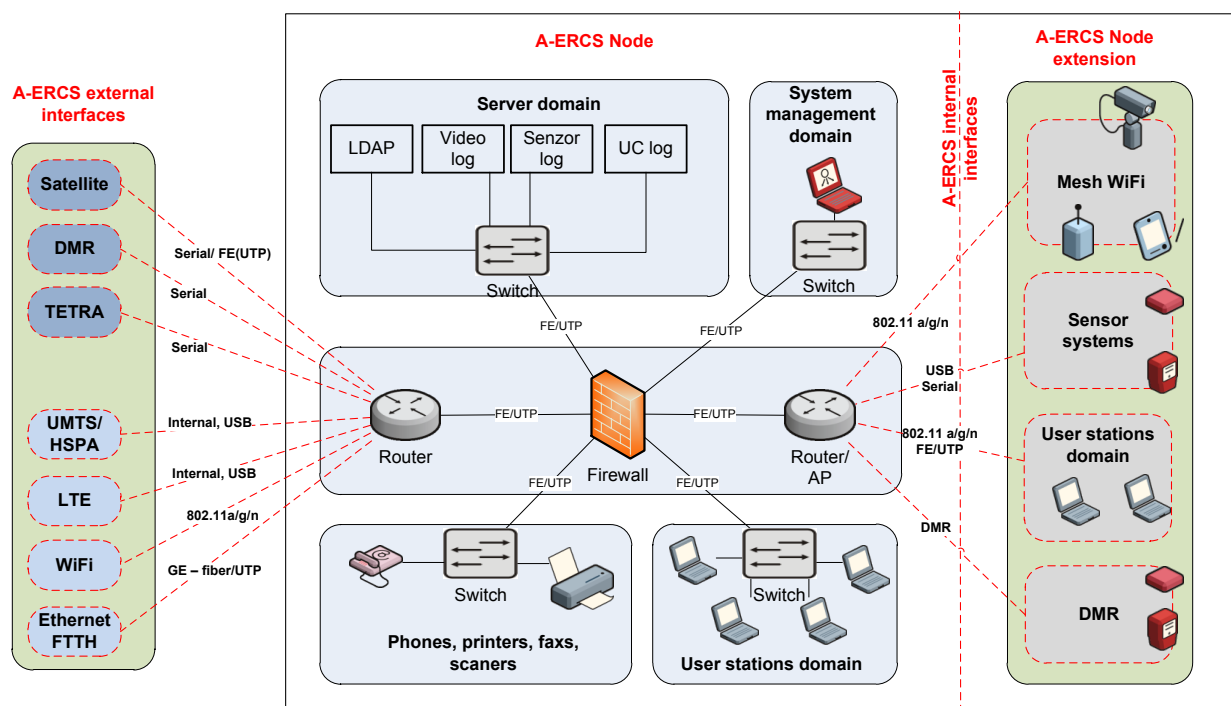 A-ERCS Node
A-ERCS Node
extension
A-ERCS external
interfaces
A-ERCS internal
interfaces
Server domain
LDAP
Video
log
Senzor
log
UC log
Switch
System
management
domain
Switch
Satellite
DMR
TETRA
UMTS/
HSPA
LTE
WiFi
Ethernet
FTTH
Serial/ FE(UTP)
Serial
Serial
Internal, USB
Internal, USB
802.11a/g/n
GE – fiber/UTP
FE/UTP
FE/UTP
Router
FE/UTP
Firewall
FE/UTP
Router/
AP
FE/UTP
FE/UTP
Switch
Phones, printers, faxs,
scaners
Switch
User stations domain
802.11 a/g/n
USB
Serial
802.11 a/g/n
FE/UTP
DMR
Mesh WiFi
Sensor
systems
User stations
domain
DMR